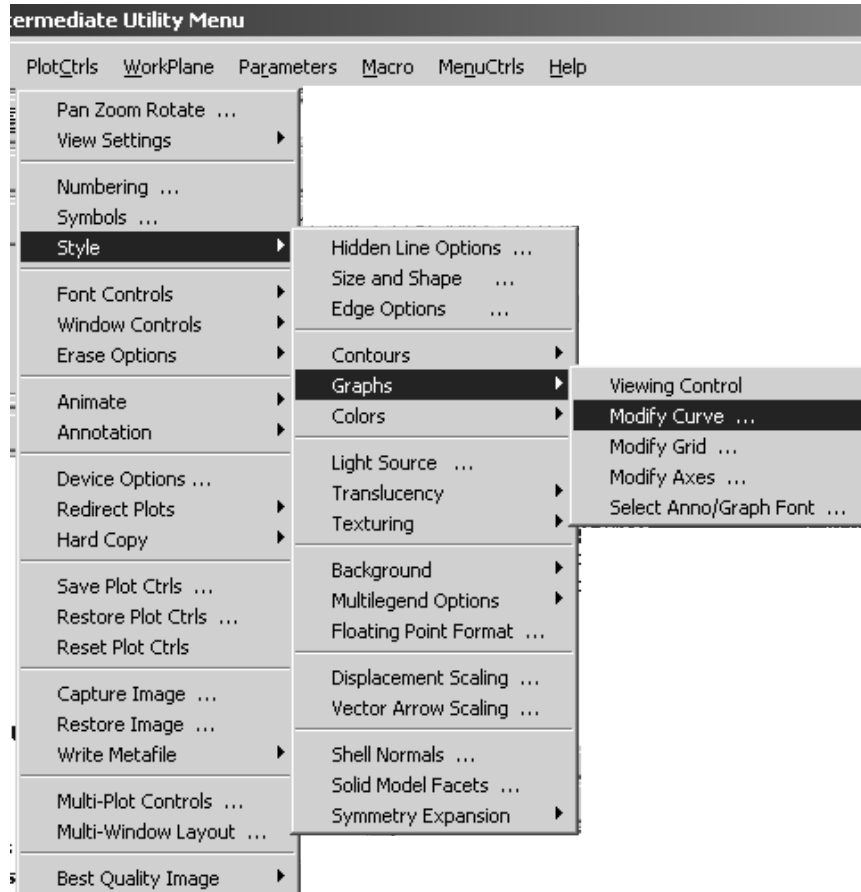 termediate Utility Menu
PlotCtrls WorkPlane Parameters Macro MenuCtrls Help
Pan Zoom Rotate ...
View Settings
Numbering ...
Symbols ...
Style
Font Controls
Window Controls
Erase Options
Animate
Annotation
Device Options ...
Redirect Plots
Hard Copy
Save Plot Ctrls ...
Restore Plot Ctrls ...
Reset Plot Ctrls
Capture Image ...
Restore Image ...
Write Metafile
Multi-Plot Controls ...
Multi-Window Layout ...
Best Quality Image
Hidden Line Options ...
Size and Shape ...
Edge Options ...
Contours
Graphs
Colors
Light Source ...
Translucency
Texturing
Background
Multilegend Options
Floating Point Format ...
Displacement Scaling ...
Vector Arrow Scaling ...
Shell Normals ...
Solid Model Facets ...
Symmetry Expansion
Viewing Control
Modify Curve ...
Modify Grid ...
Modify Axes ...
Select Anno/Graph Font ...